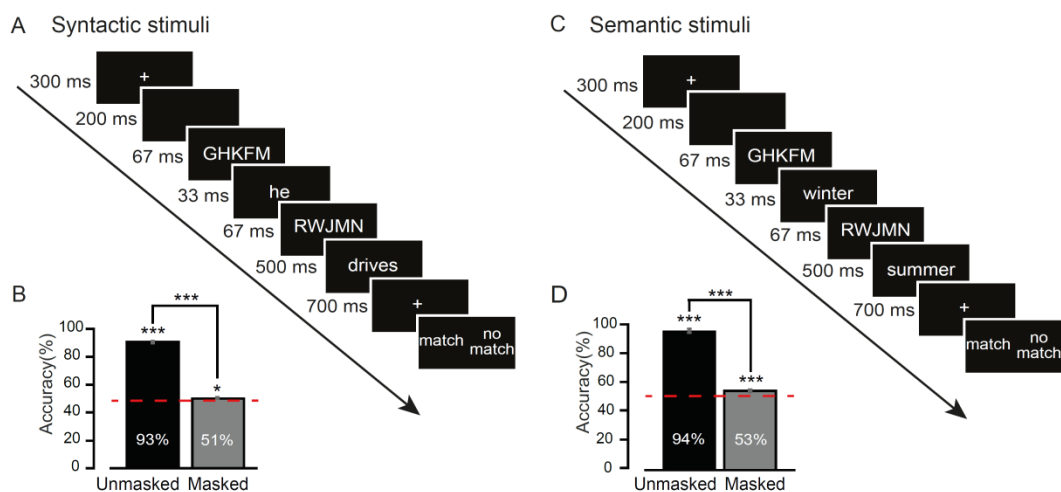 A Syntactic stimuli
300 ms
+
200 ms
67 ms
GHKFM
33 ms
he
67 ms
RWJMN
500 ms
drives
700 ms
+
match
no
match
B
***
***
*
Accuracy(%)
100
80
60
40
20
0
93%
51%
Unmasked Masked
C Semantic stimuli
300 ms
+
200 ms
67 ms
GHKFM
33 ms
winter
67 ms
RWJMN
500 ms
summer
700 ms
+
match
no
match
D
***
***
***
Accuracy(%)
100
80
60
40
20
0
94%
53%
Unmasked Masked